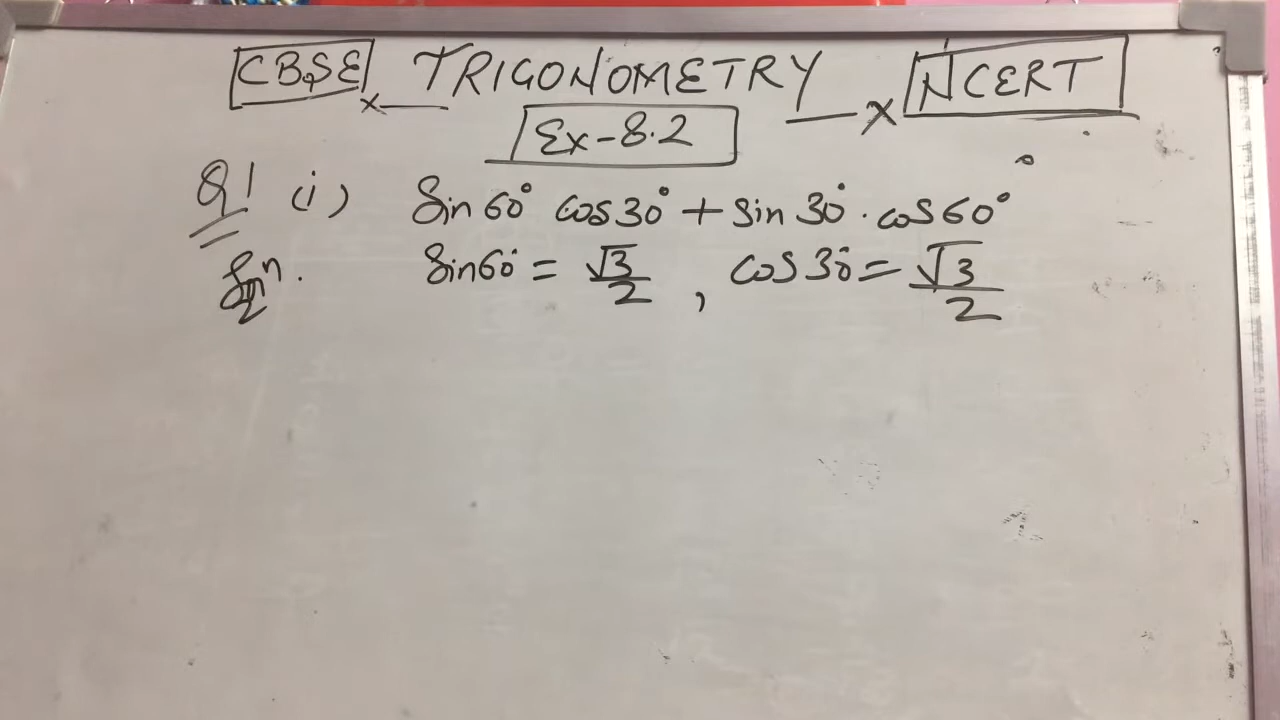 CBSE TRIGONOMETRY NCERT
Ex-8.2
Q1 (i) Sin 60° cos 30° + sin 30° · cos 60°
Solⁿ. Sin 60° = √3/2 , cos 30° = √3/2